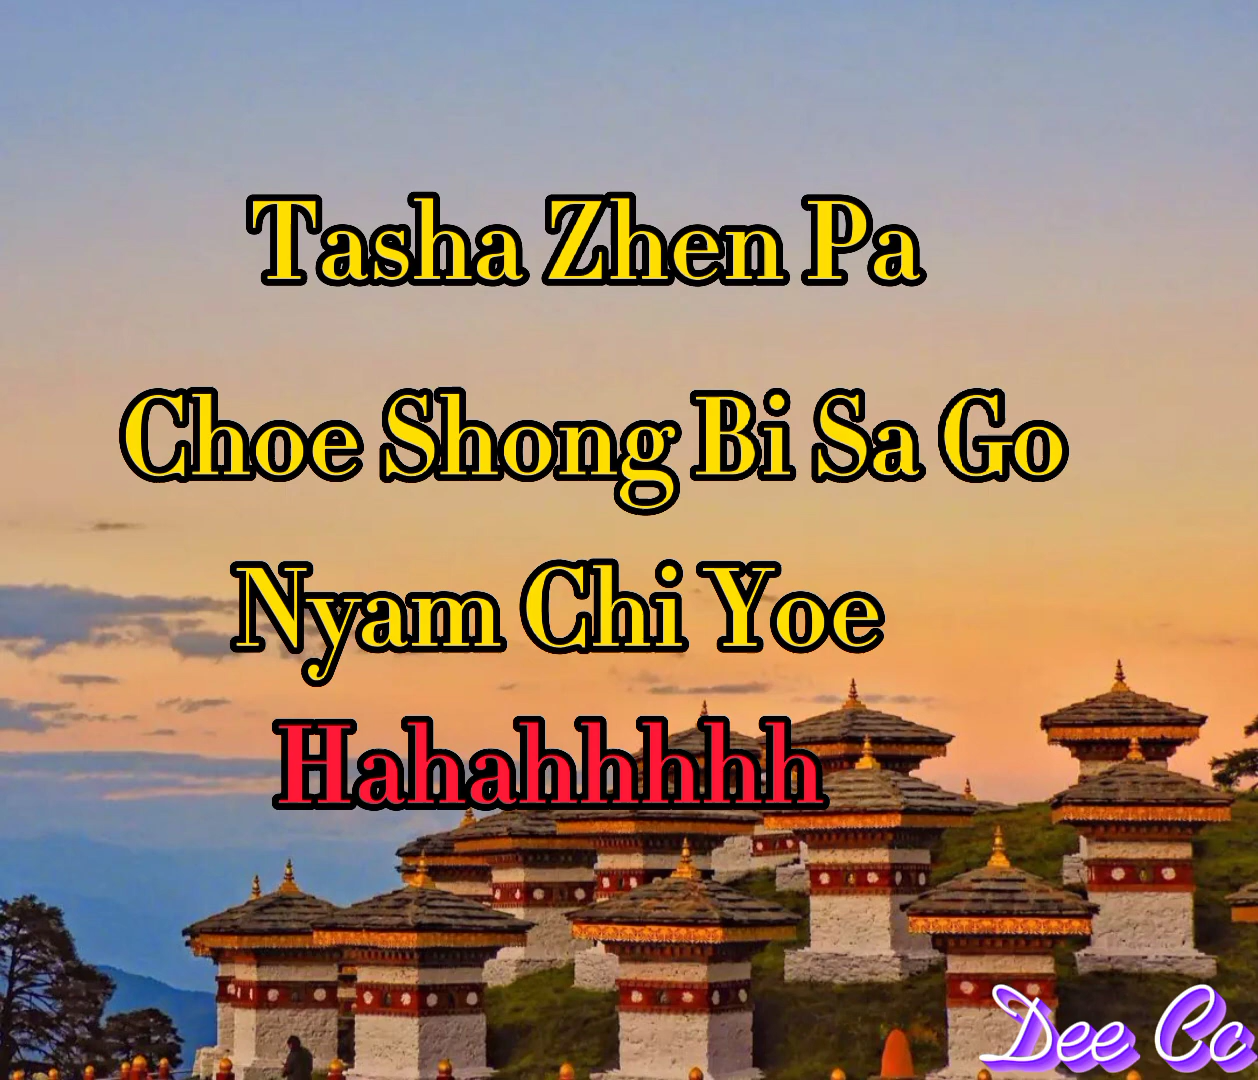 Tasha Zhen Pa
Choe Shong Bi Sa Go
Nyam Chi Yoe
Hahahhhhh
Dee Cc